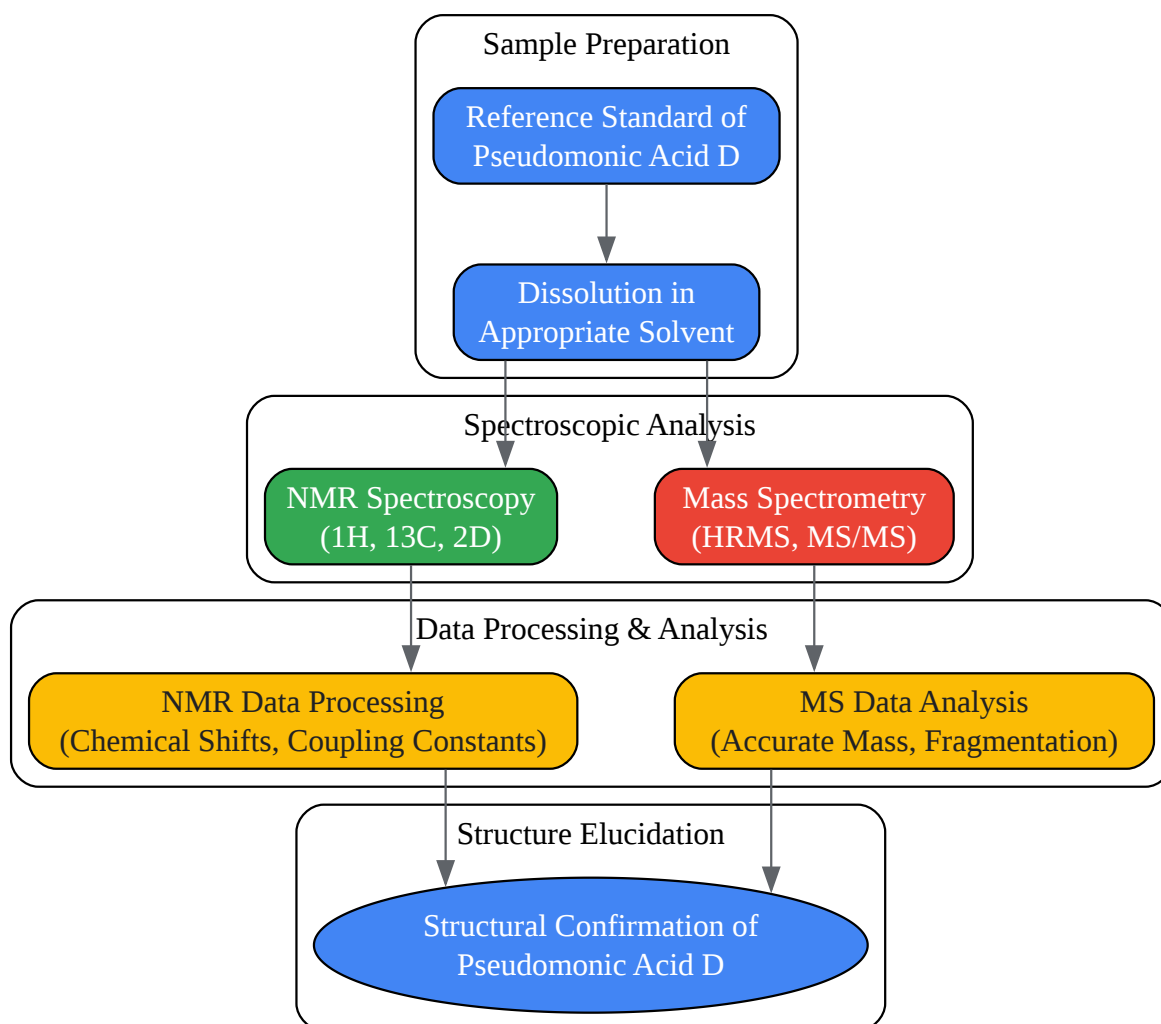 Sample Preparation
Reference Standard of
Pseudomonic Acid D
Dissolution in
Appropriate Solvent
Spectroscopic Analysis
NMR Spectroscopy
(1H, 13C, 2D)
Mass Spectrometry
(HRMS, MS/MS)
Data Processing & Analysis
NMR Data Processing
(Chemical Shifts, Coupling Constants)
MS Data Analysis
(Accurate Mass, Fragmentation)
Structure Elucidation
Structural Confirmation of
Pseudomonic Acid D